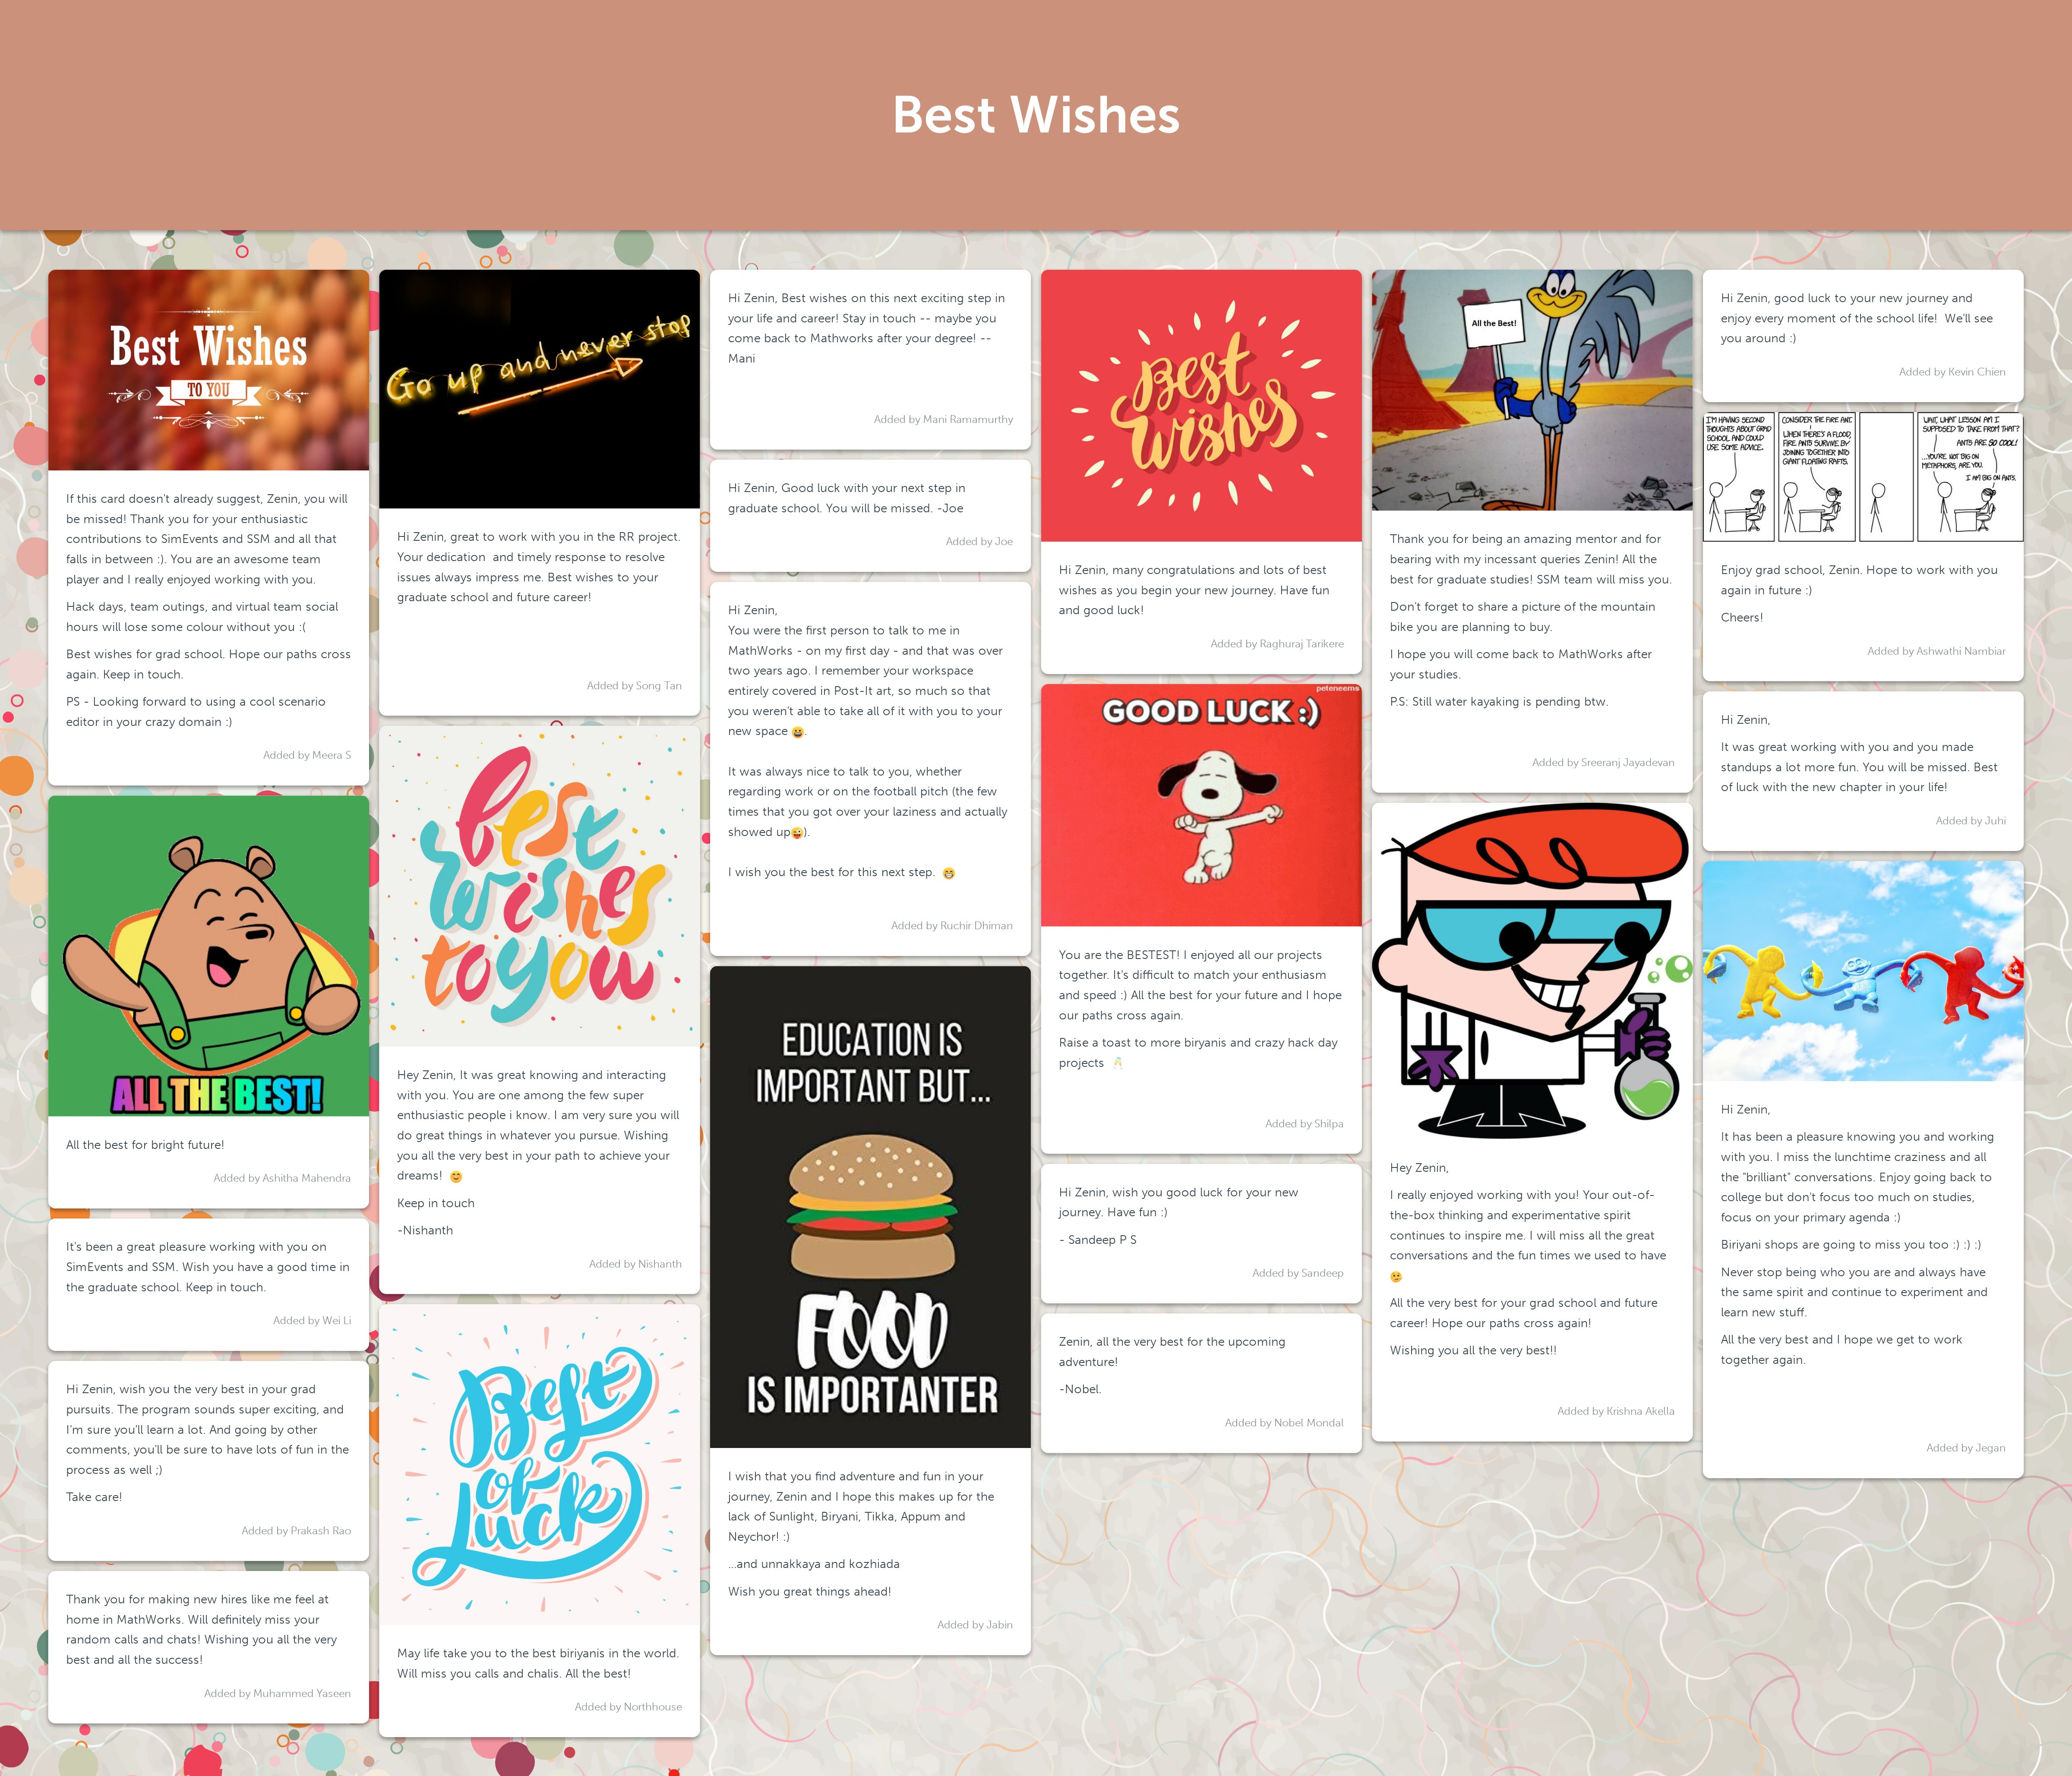 Best Wishes
Best Wishes
TO YOU
If this card doesn't already suggest, Zenin, you will
be missed! Thank you for your enthusiastic
contributions to SimEvents and SSM and all that
falls in between :). You are an awesome team
player and I really enjoyed working with you.
Hack days, team outings, and virtual team social
hours will lose some colour without you :(
Best wishes for grad school. Hope our paths cross
again. Keep in touch.
PS - Looking forward to using a cool scenario
editor in your crazy domain :)
Added by Meera S
ALL THE BEST!
All the best for bright future!
Added by Ashitha Mahendra
It's been a great pleasure working with you on
SimEvents and SSM. Wish you have a good time in
the graduate school. Keep in touch.
Added by Wei Li
Hi Zenin, wish you the very best in your grad
pursuits. The program sounds super exciting, and
I'm sure you'll learn a lot. And going by other
comments, you'll be sure to have lots of fun in the
process as well ;)
Take care!
Added by Prakash Rao
Thank you for making new hires like me feel at
home in MathWorks. Will definitely miss your
random calls and chats! Wishing you all the very
best and all the success!
Added by Muhammed Yaseen
Go up and never stop
Hi Zenin, great to work with you in the RR project.
Your dedication and timely response to resolve
issues always impress me. Best wishes to your
graduate school and future career!
Added by Song Tan
best
wishes
to you
Hey Zenin, It was great knowing and interacting
with you. You are one among the few super
enthusiastic people i know. I am very sure you will
do great things in whatever you pursue. Wishing
you all the very best in your path to achieve your
dreams! 😊
Keep in touch
-Nishanth
Added by Nishanth
Best
of
Luck
May life take you to the best biriyanis in the world.
Will miss you calls and chalis. All the best!
Added by Northhouse
Hi Zenin, Best wishes on this next exciting step in
your life and career! Stay in touch -- maybe you
come back to Mathworks after your degree! --
Mani
Added by Mani Ramamurthy
Hi Zenin, Good luck with your next step in
graduate school. You will be missed. -Joe
Added by Joe
Hi Zenin,
You were the first person to talk to me in
MathWorks - on my first day - and that was over
two years ago. I remember your workspace
entirely covered in Post-It art, so much so that
you weren't able to take all of it with you to your
new space 😀.
It was always nice to talk to you, whether
regarding work or on the football pitch (the few
times that you got over your laziness and actually
showed up😜).
I wish you the best for this next step. 😁
Added by Ruchir Dhiman
EDUCATION IS
IMPORTANT BUT...
FOOD
IS IMPORTANTER
I wish that you find adventure and fun in your
journey, Zenin and I hope this makes up for the
lack of Sunlight, Biryani, Tikka, Appum and
Neychor! :)
...and unnakkaya and kozhiada
Wish you great things ahead!
Added by Jabin
Best
wishes
Hi Zenin, many congratulations and lots of best
wishes as you begin your new journey. Have fun
and good luck!
Added by Raghuraj Tarikere
peteneems
GOOD LUCK :)
You are the BESTEST! I enjoyed all our projects
together. It's difficult to match your enthusiasm
and speed :) All the best for your future and I hope
our paths cross again.
Raise a toast to more biryanis and crazy hack day
projects 🥂
Added by Shilpa
Hi Zenin, wish you good luck for your new
journey. Have fun :)
- Sandeep P S
Added by Sandeep
Zenin, all the very best for the upcoming
adventure!
-Nobel.
Added by Nobel Mondal
All the Best!
Thank you for being an amazing mentor and for
bearing with my incessant queries Zenin! All the
best for graduate studies! SSM team will miss you.
Don't forget to share a picture of the mountain
bike you are planning to buy.
I hope you will come back to MathWorks after
your studies.
P.S: Still water kayaking is pending btw.
Added by Sreeranj Jayadevan
Hey Zenin,
I really enjoyed working with you! Your out-of-
the-box thinking and experimentative spirit
continues to inspire me. I will miss all the great
conversations and the fun times we used to have
All the very best for your grad school and future
career! Hope our paths cross again!
Wishing you all the very best!!
Added by Krishna Akella
Hi Zenin, good luck to your new journey and
enjoy every moment of the school life! We'll see
you around :)
Added by Kevin Chien
I'M HAVING SECOND
THOUGHTS ABOUT GRAD
SCHOOL AND COULD
USE SOME ADVICE.
CONSIDER THE FIRE ANT.
WHEN THERE'S A FLOOD,
FIRE ANTS SURVIVE BY
JOINING TOGETHER INTO
GIANT FLOATING RAFTS.
WAIT, WHAT LESSON AM I
SUPPOSED TO TAKE FROM THAT?
ANTS ARE SO COOL!
...YOU'RE NOT BIG ON
METAPHORS, ARE YOU.
I AM BIG ON ANTS.
Enjoy grad school, Zenin. Hope to work with you
again in future :)
Cheers!
Added by Ashwathi Nambiar
Hi Zenin,
It was great working with you and you made
standups a lot more fun. You will be missed. Best
of luck with the new chapter in your life!
Added by Juhi
Hi Zenin,
It has been a pleasure knowing you and working
with you. I miss the lunchtime craziness and all
the "brilliant" conversations. Enjoy going back to
college but don't focus too much on studies,
focus on your primary agenda :)
Biriyani shops are going to miss you too :) :) :)
Never stop being who you are and always have
the same spirit and continue to experiment and
learn new stuff.
All the very best and I hope we get to work
together again.
Added by Jegan